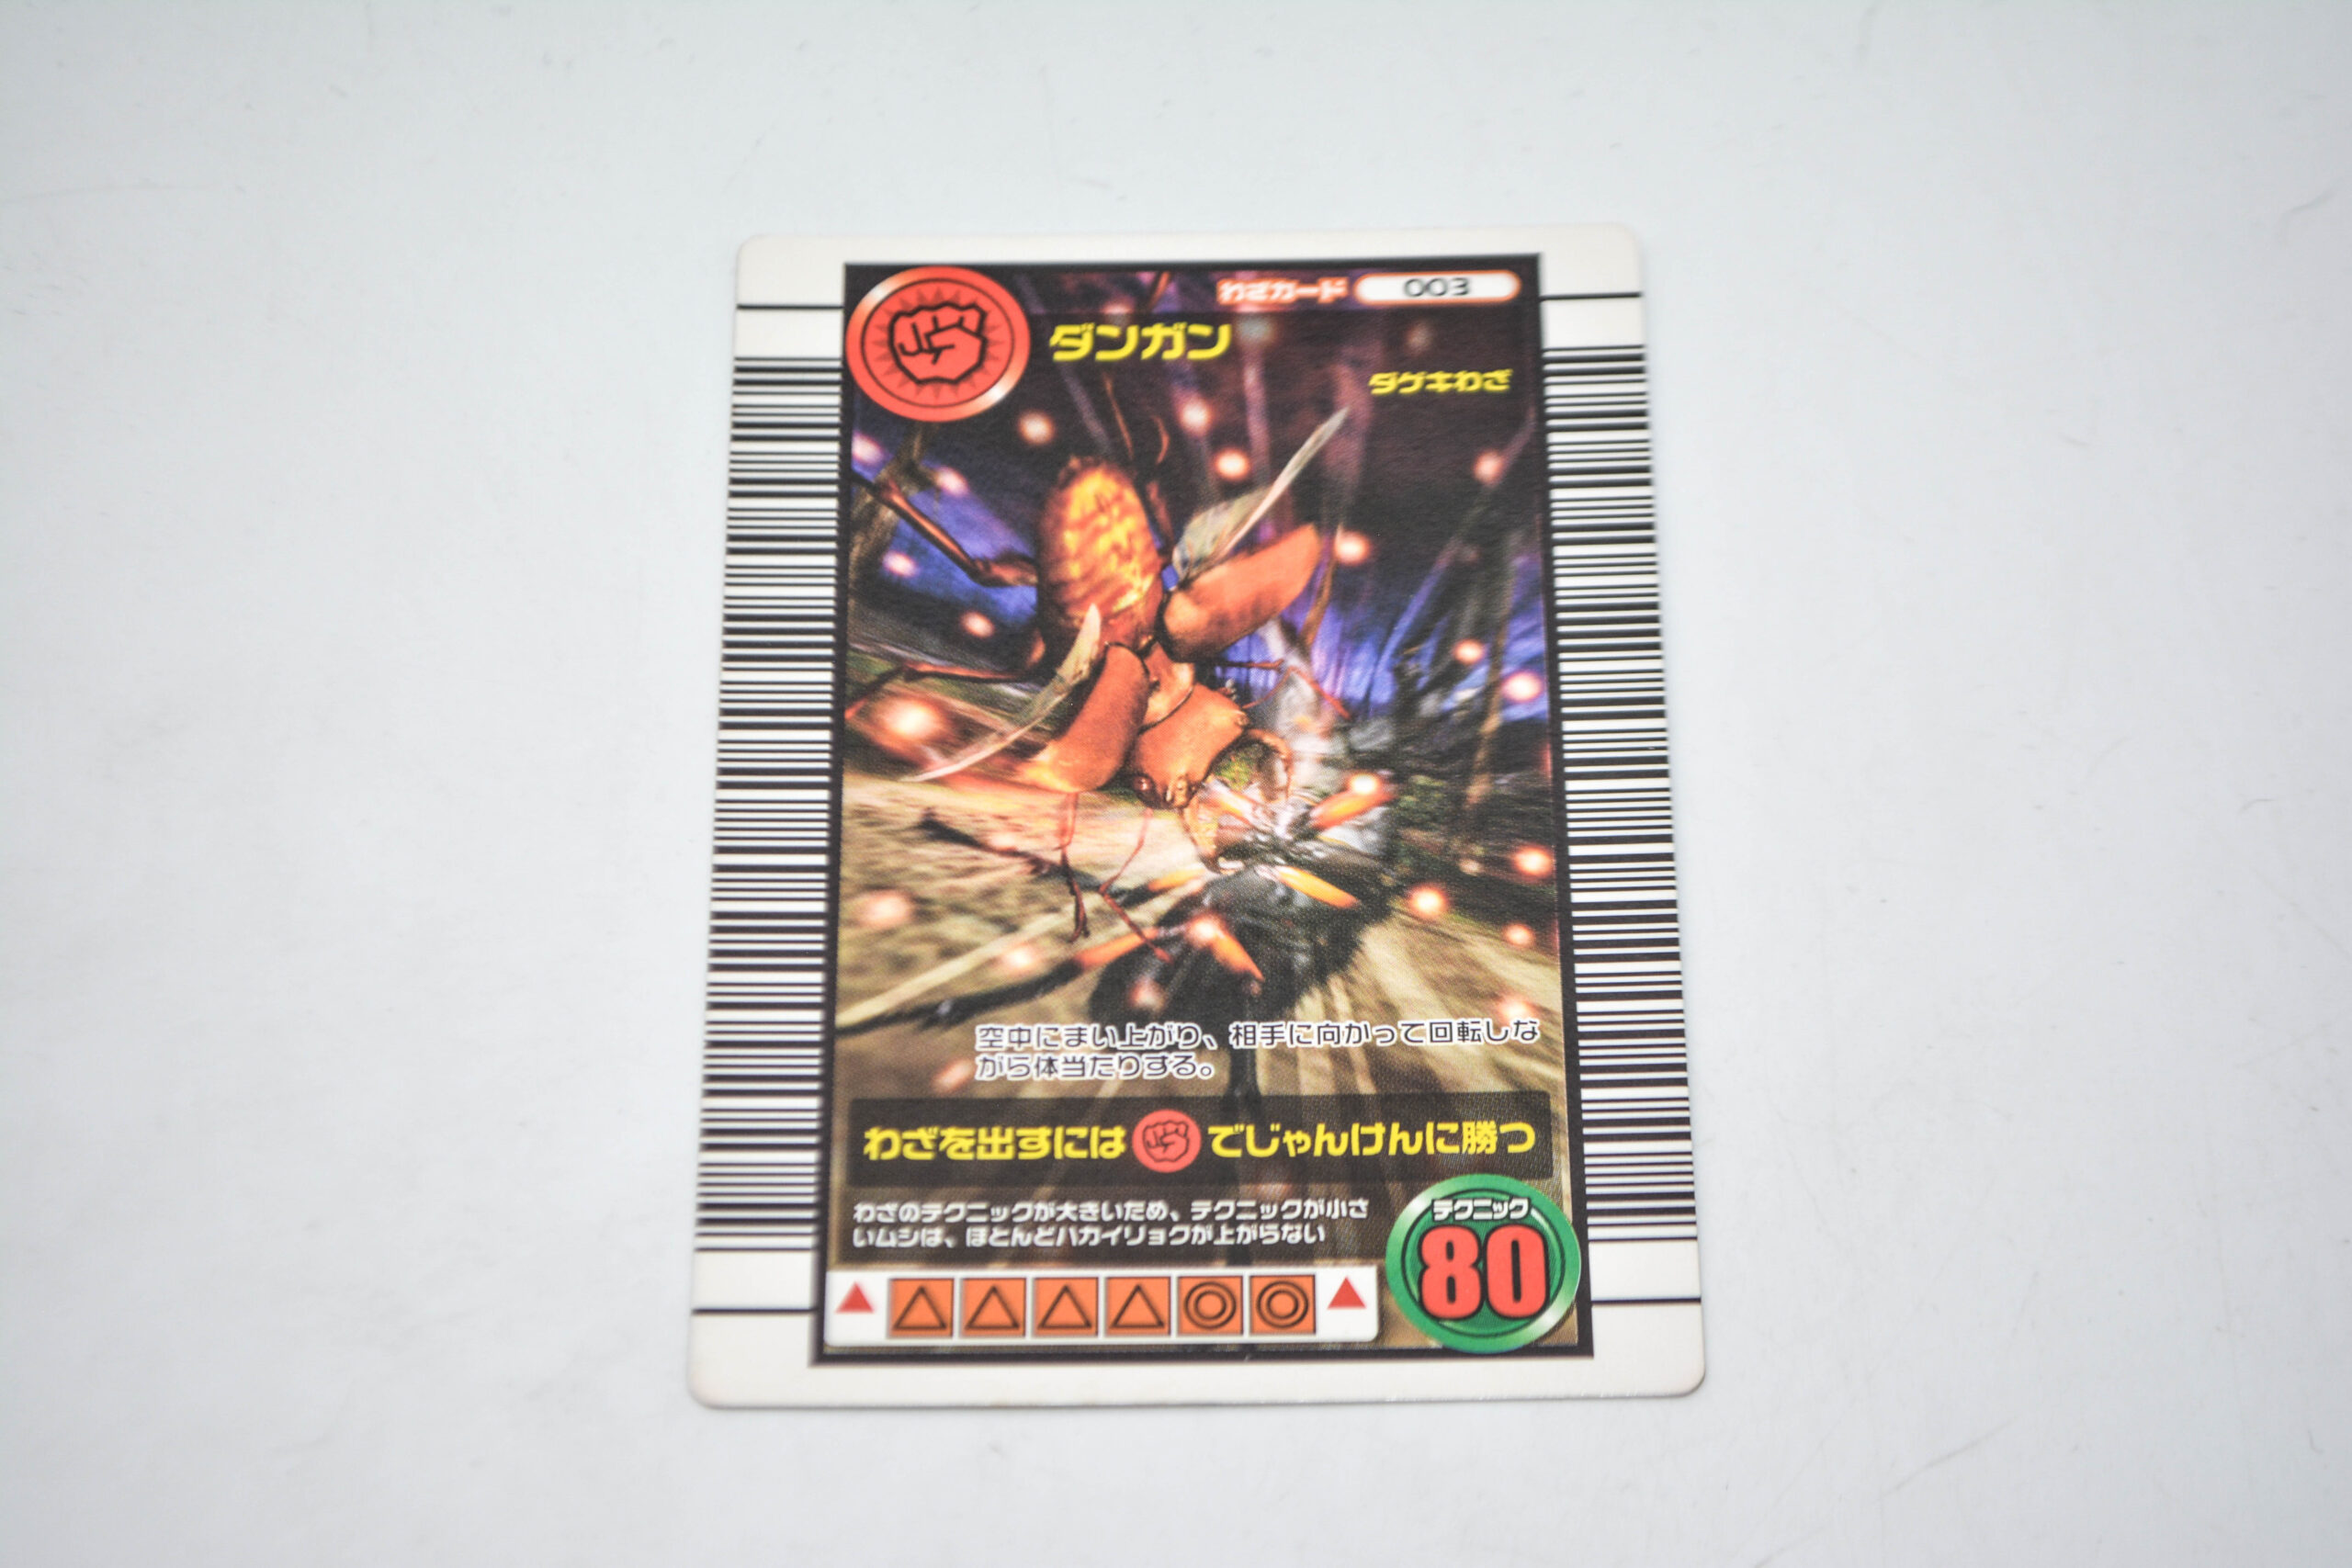 わざカード 003
ダンガン
ダゲキわざ
空中にまい上がり、相手に向かって回転しな
がら体当たりする。
わざを出すには でじゃんけんに勝つ
わざのテクニックが大きいため、テクニックが小さ
いムシは、ほとんどハカイリョクが上がらない
テクニック
80